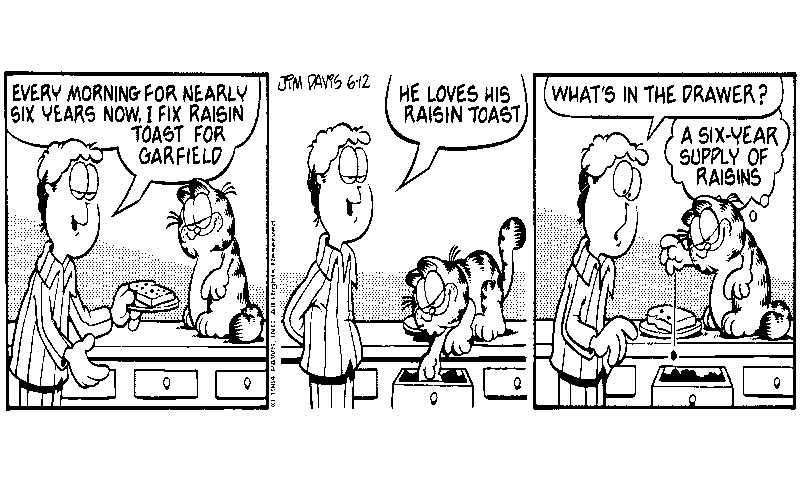 EVERY MORNING FOR NEARLY
SIX YEARS NOW, I FIX RAISIN
TOAST FOR
GARFIELD
JIM DAVIS 6-12
HE LOVES HIS
RAISIN TOAST
WHAT'S IN THE DRAWER?
A SIX-YEAR
SUPPLY OF
RAISINS